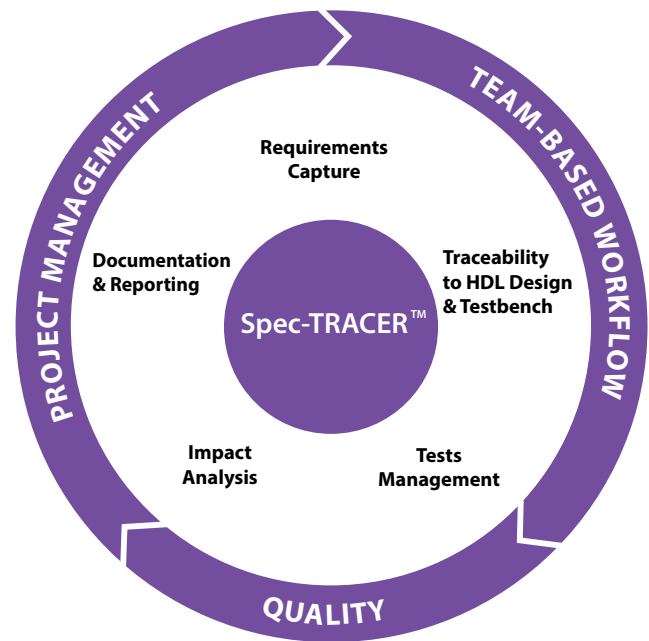 PROJECT MANAGEMENT
TEAM-BASED WORKFLOW
Requirements
Capture
Documentation
& Reporting
Traceability
to HDL Design
& Testbench
Spec-TRACER™
Impact
Analysis
Tests
Management
QUALITY